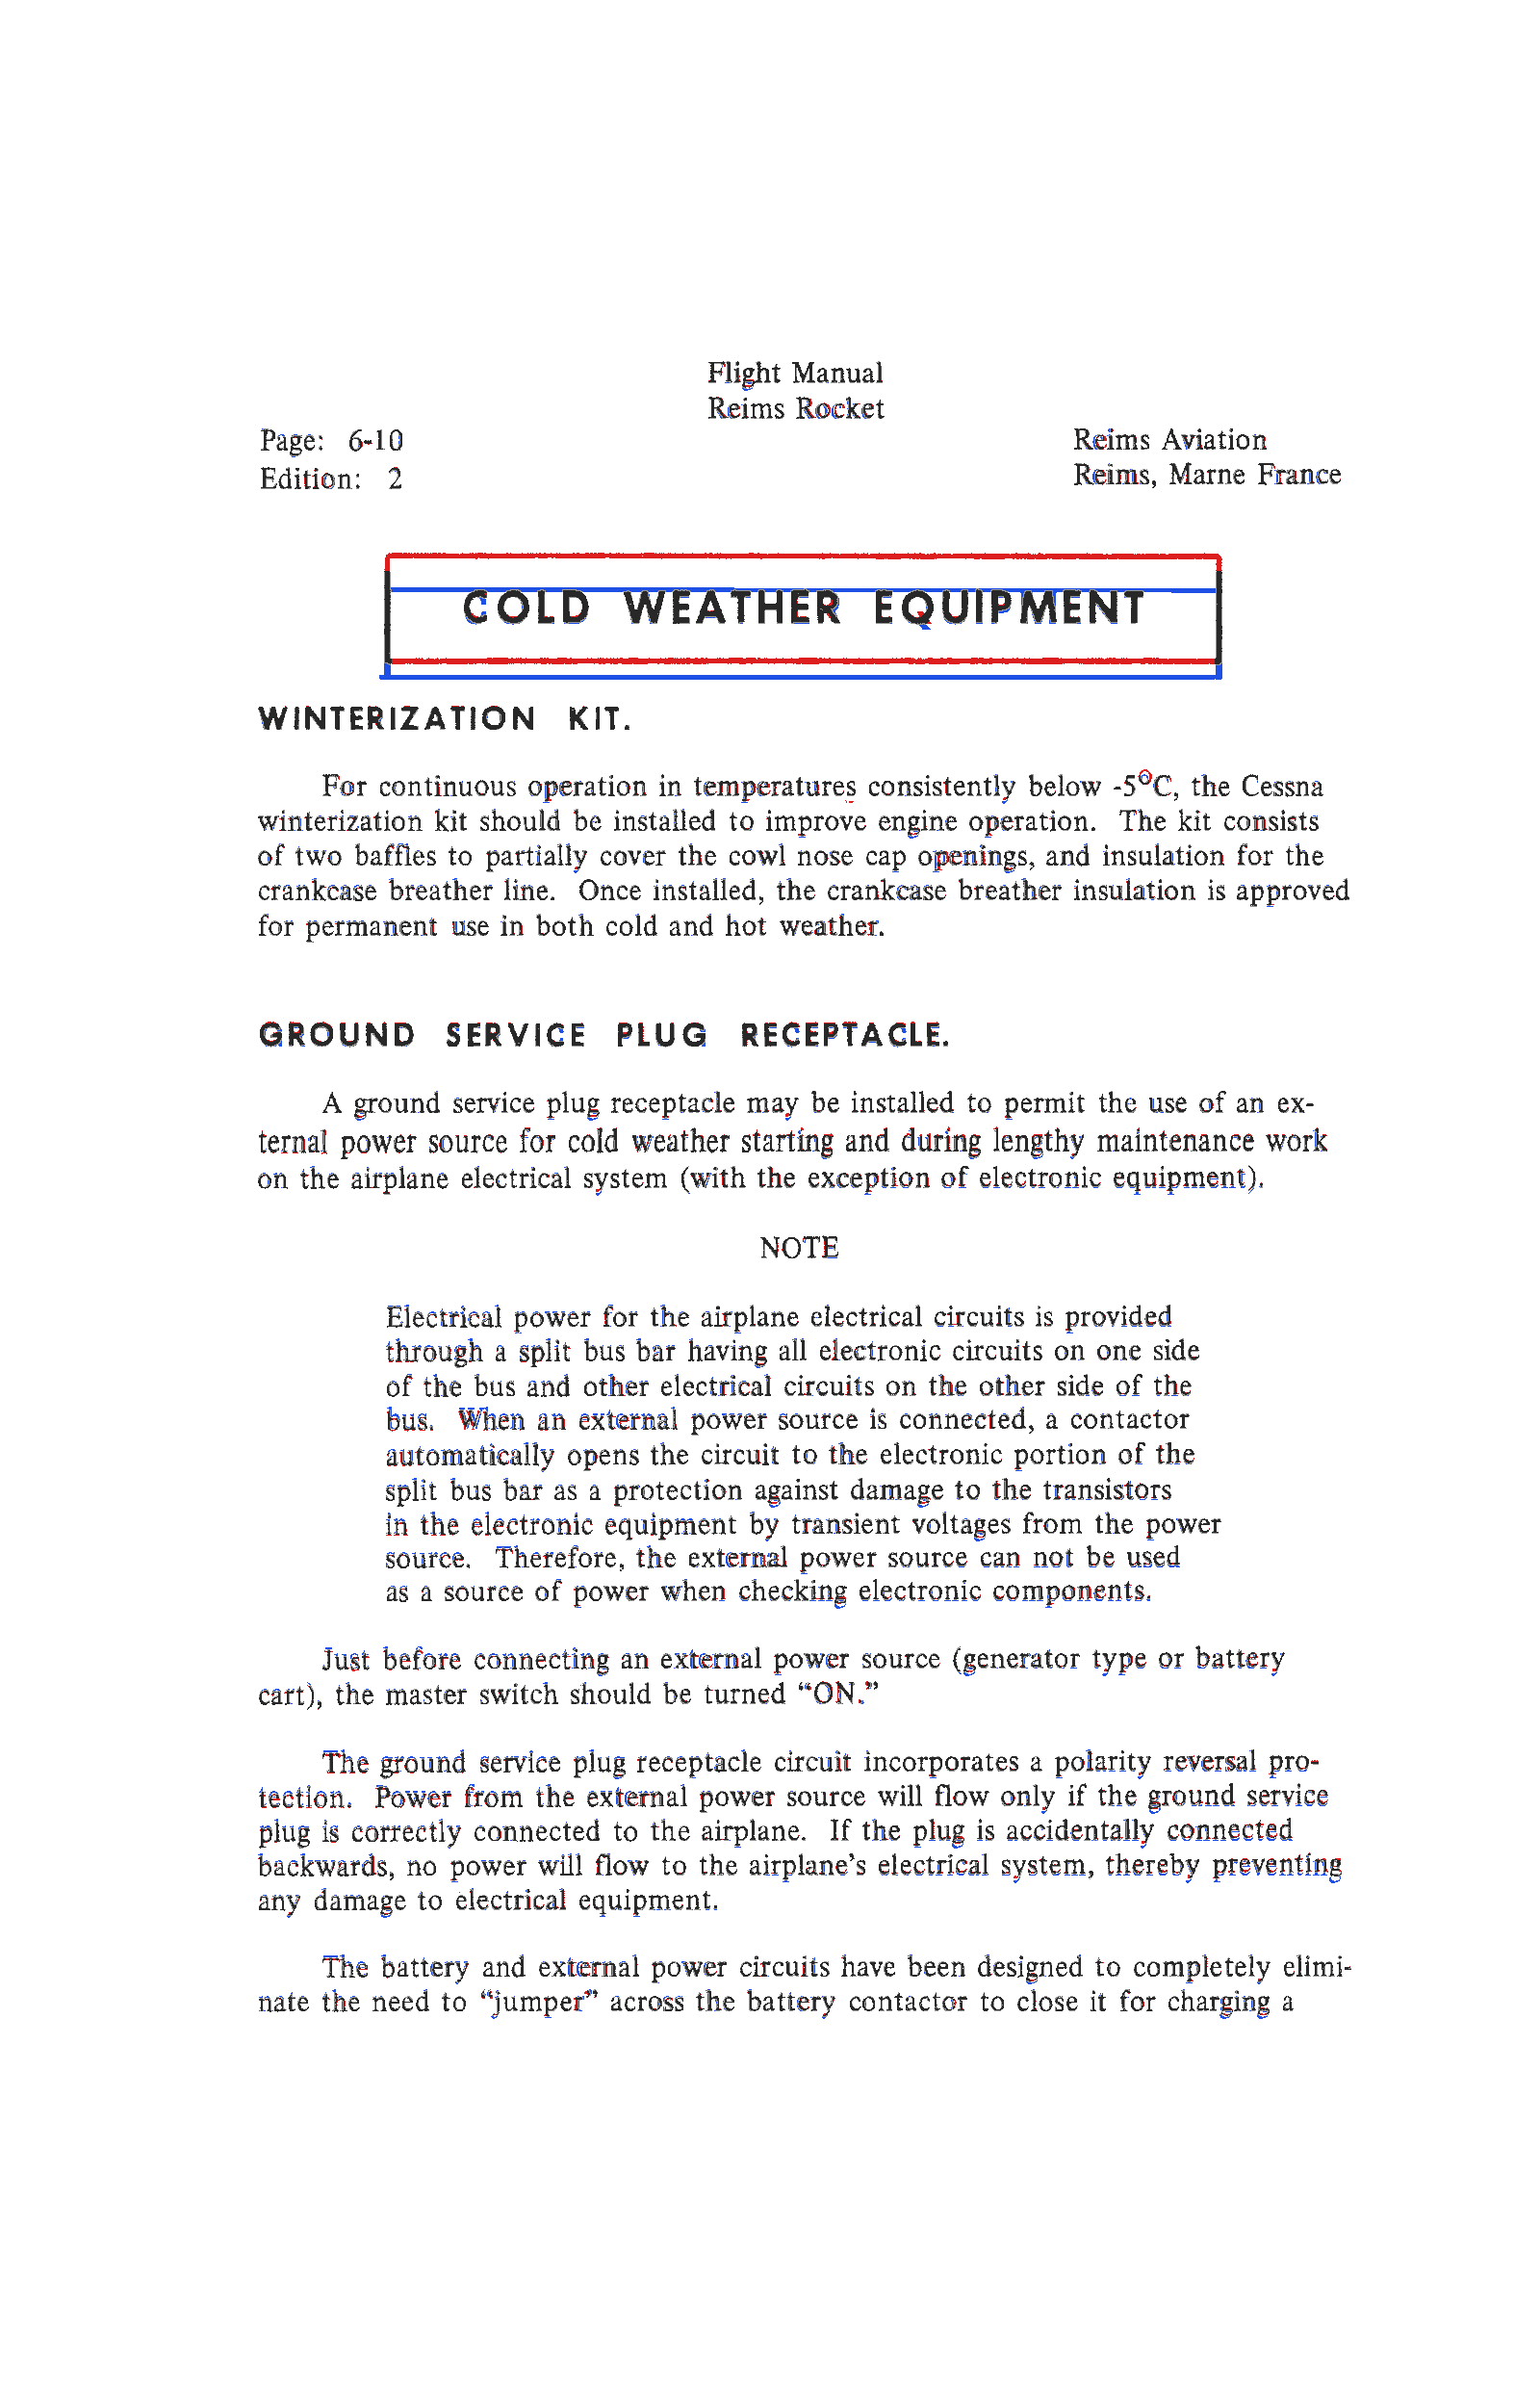 Flight Manual
Reims Rocket
Page: 6-10
Edition: 2
Reims Aviation
Reims, Marne France
COLD WEATHER EQUIPMENT
WINTERIZATION KIT.
For continuous operation in temperatures consistently below -5°C, the Cessna
winterization kit should be installed to improve engine operation. The kit consists
of two baffles to partially cover the cowl nose cap openings, and insulation for the
crankcase breather line. Once installed, the crankcase breather insulation is approved
for permanent use in both cold and hot weather.
GROUND SERVICE PLUG RECEPTACLE.
A ground service plug receptacle may be installed to permit the use of an ex-
ternal power source for cold weather starting and during lengthy maintenance work
on the airplane electrical system (with the exception of electronic equipment).
NOTE
Electrical power for the airplane electrical circuits is provided
through a split bus bar having all electronic circuits on one side
of the bus and other electrical circuits on the other side of the
bus. When an external power source is connected, a contactor
automatically opens the circuit to the electronic portion of the
split bus bar as a protection against damage to the transistors
in the electronic equipment by transient voltages from the power
source. Therefore, the external power source can not be used
as a source of power when checking electronic components.
Just before connecting an external power source (generator type or battery
cart), the master switch should be turned “ON.”
The ground service plug receptacle circuit incorporates a polarity reversal pro-
tection. Power from the external power source will flow only if the ground service
plug is correctly connected to the airplane. If the plug is accidentally connected
backwards, no power will flow to the airplane’s electrical system, thereby preventing
any damage to electrical equipment.
The battery and external power circuits have been designed to completely elimi-
nate the need to “jumper” across the battery contactor to close it for charging a